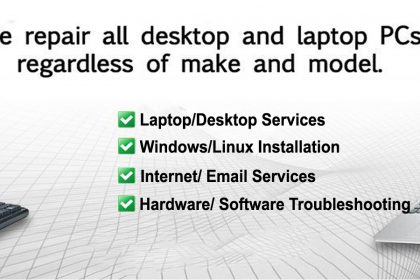 e repair all desktop and laptop PCs
regardless of make and model.
Laptop/Desktop Services
Windows/Linux Installation
Internet/ Email Services
Hardware/ Software Troubleshooting